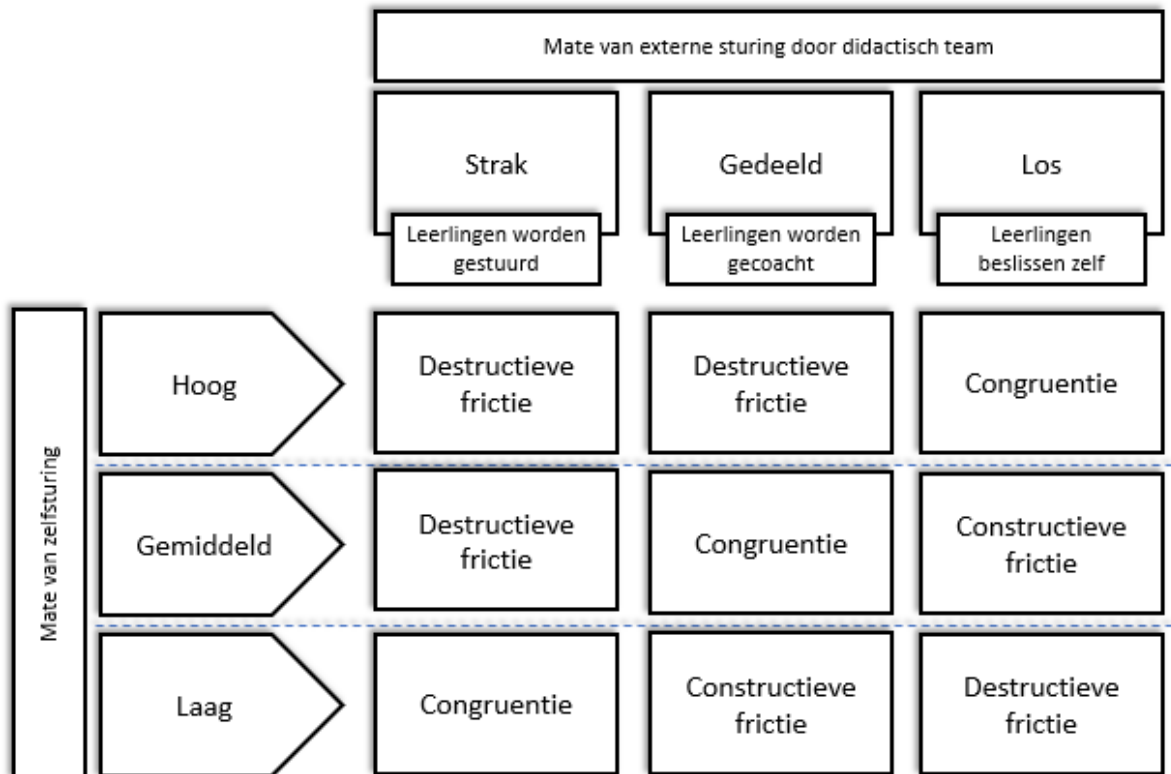 Mate van externe sturing door didactisch team
Strak
Gedeeld
Los
Leerlingen worden
gestuurd
Leerlingen worden
gecoacht
Leerlingen
beslissen zelf
Mate van zelfsturing
Hoog
Destructieve
frictie
Destructieve
frictie
Congruentie
Gemiddeld
Destructieve
frictie
Congruentie
Constructieve
frictie
Laag
Congruentie
Constructieve
frictie
Destructieve
frictie